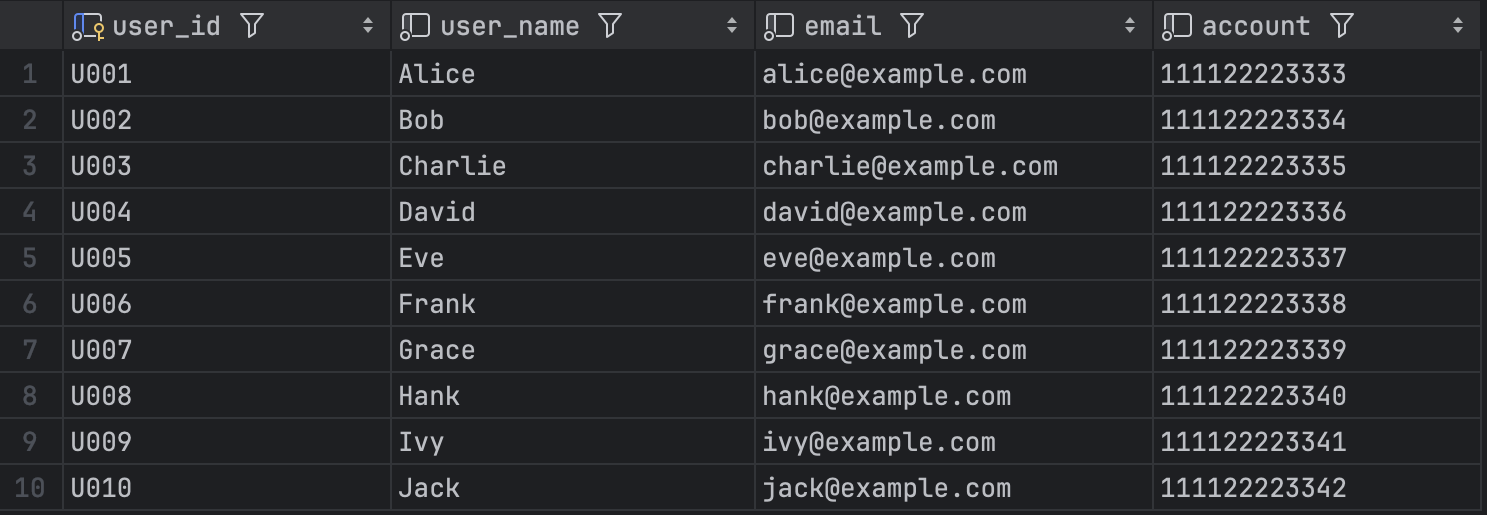 user_id user_name email account
1 U001 Alice alice@example.com 111122223333
2 U002 Bob bob@example.com 111122223334
3 U003 Charlie charlie@example.com 111122223335
4 U004 David david@example.com 111122223336
5 U005 Eve eve@example.com 111122223337
6 U006 Frank frank@example.com 111122223338
7 U007 Grace grace@example.com 111122223339
8 U008 Hank hank@example.com 111122223340
9 U009 Ivy ivy@example.com 111122223341
10 U010 Jack jack@example.com 111122223342